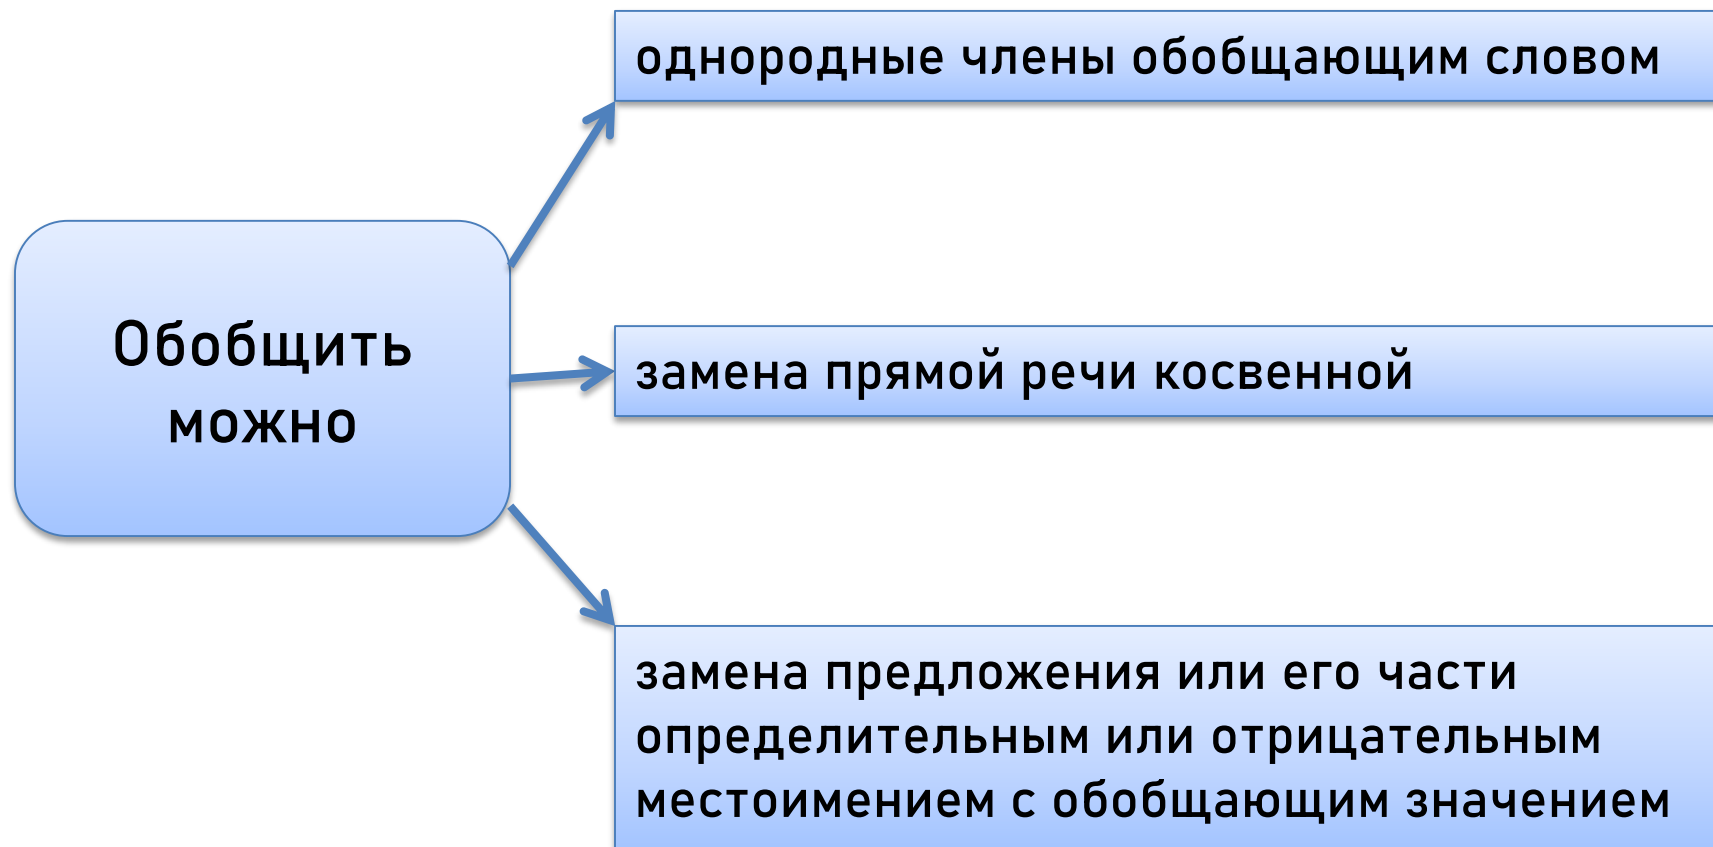 однородные члены обобщающим словом
Обобщить
можно
замена прямой речи косвенной
замена предложения или его части
определительным или отрицательным
местоимением с обобщающим значением